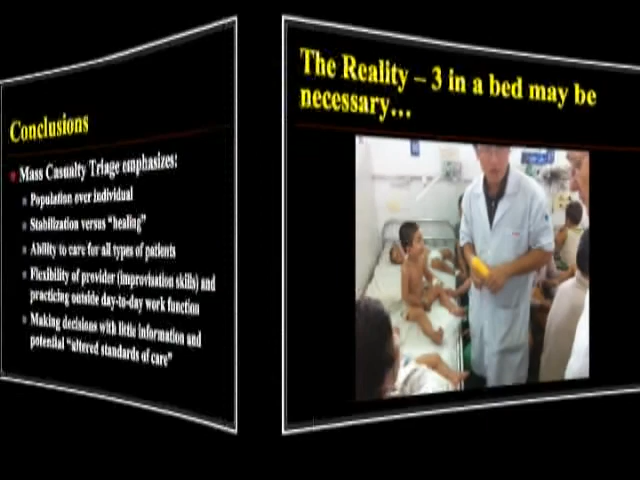 Conclusions
Mass Casualty Triage emphasizes:
Population over individual
Stabilization versus "healing"
Ability to care for all types of patients
Flexibility of provider (improvisation skills) and
practicing outside day-to-day work function
Making decisions with little information and
potential "altered standards of care"
The Reality – 3 in a bed may be
necessary…